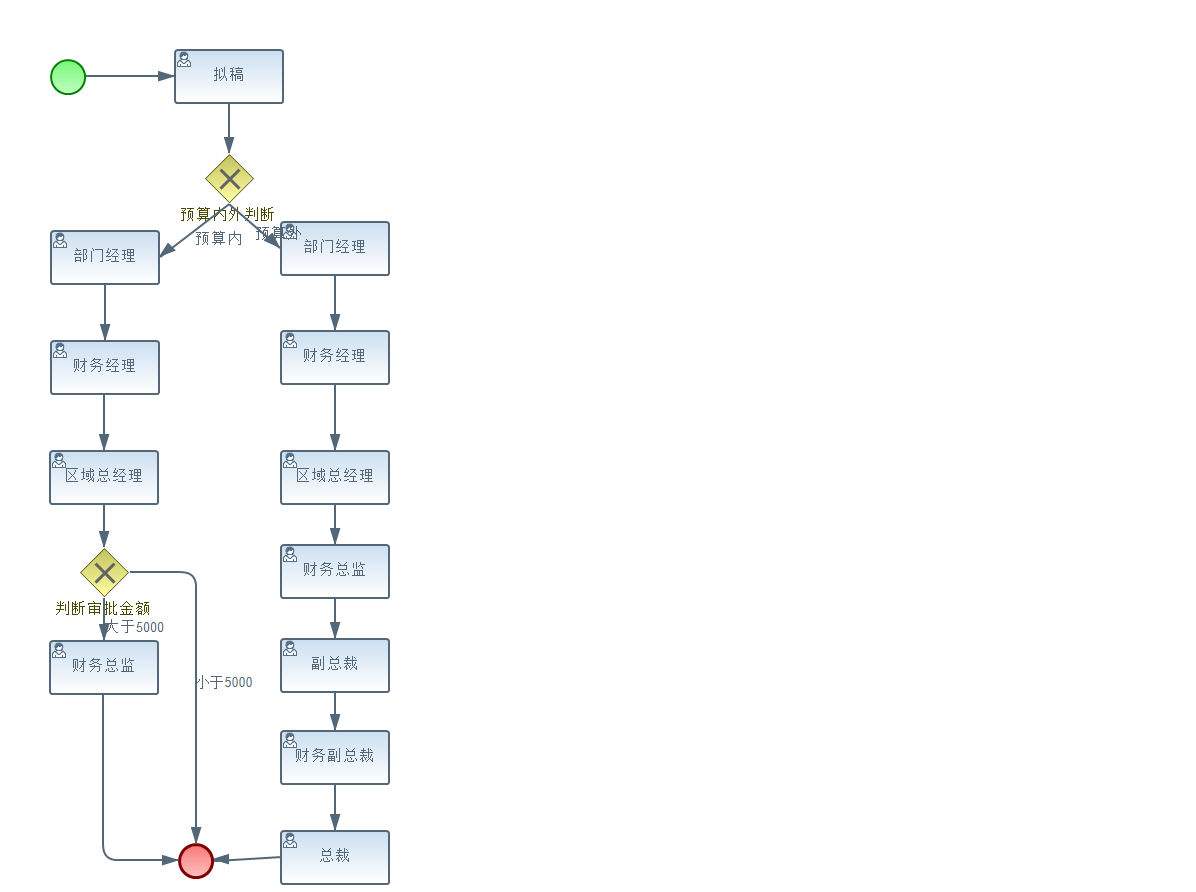 拟稿
预算内外判断
预算内
预算外
部门经理
部门经理
财务经理
财务经理
区域总经理
区域总经理
财务总监
判断审批金额
大于5000
财务总监
副总裁
小于5000
财务副总裁
总裁